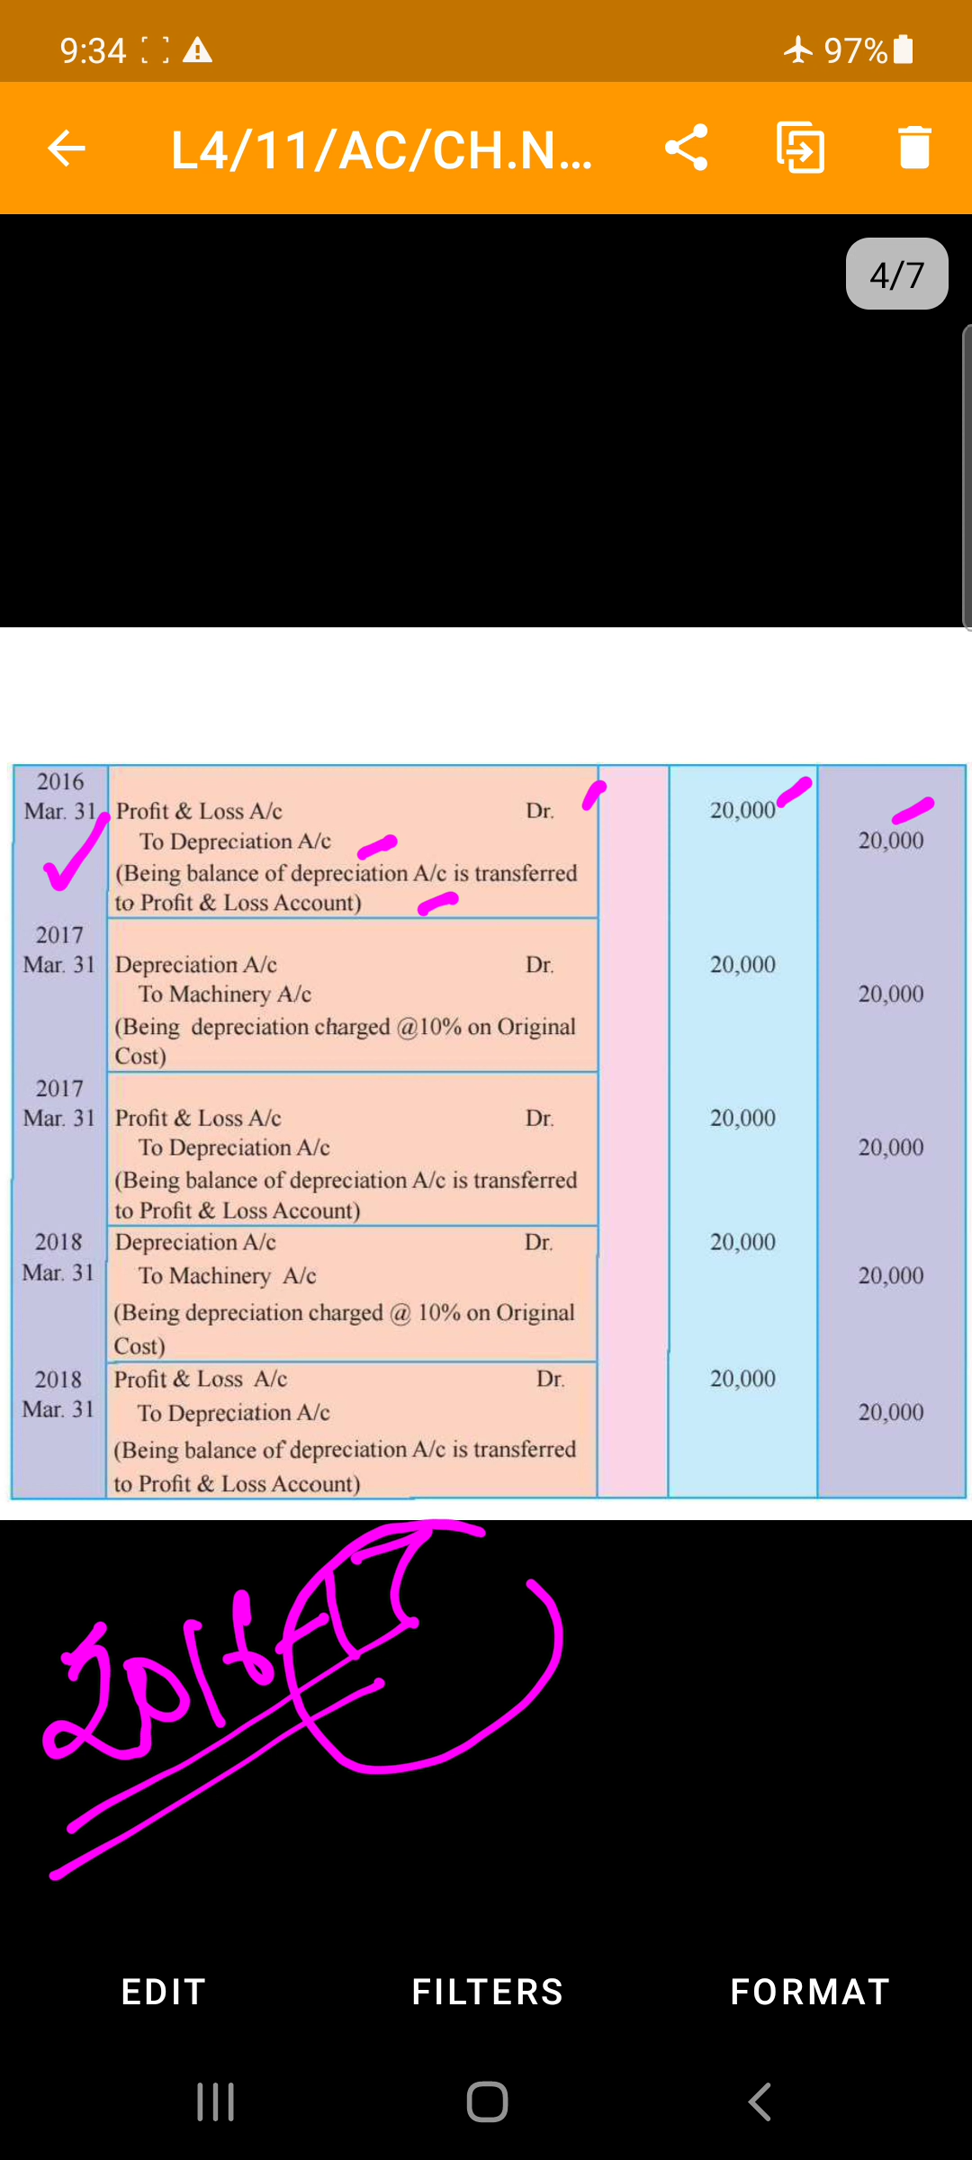 9:34 97%
L4/11/AC/CH.N...
4/7
2016
Mar. 31 Profit & Loss A/c Dr. 20,000
To Depreciation A/c 20,000
(Being balance of depreciation A/c is transferred
to Profit & Loss Account)
2017
Mar. 31 Depreciation A/c Dr. 20,000
To Machinery A/c 20,000
(Being depreciation charged @10% on Original
Cost)
2017
Mar. 31 Profit & Loss A/c Dr. 20,000
To Depreciation A/c 20,000
(Being balance of depreciation A/c is transferred
to Profit & Loss Account)
2018 Depreciation A/c Dr. 20,000
Mar. 31 To Machinery A/c 20,000
(Being depreciation charged @ 10% on Original
Cost)
2018 Profit & Loss A/c Dr. 20,000
Mar. 31 To Depreciation A/c 20,000
(Being balance of depreciation A/c is transferred
to Profit & Loss Account)
2016-17
EDIT FILTERS FORMAT